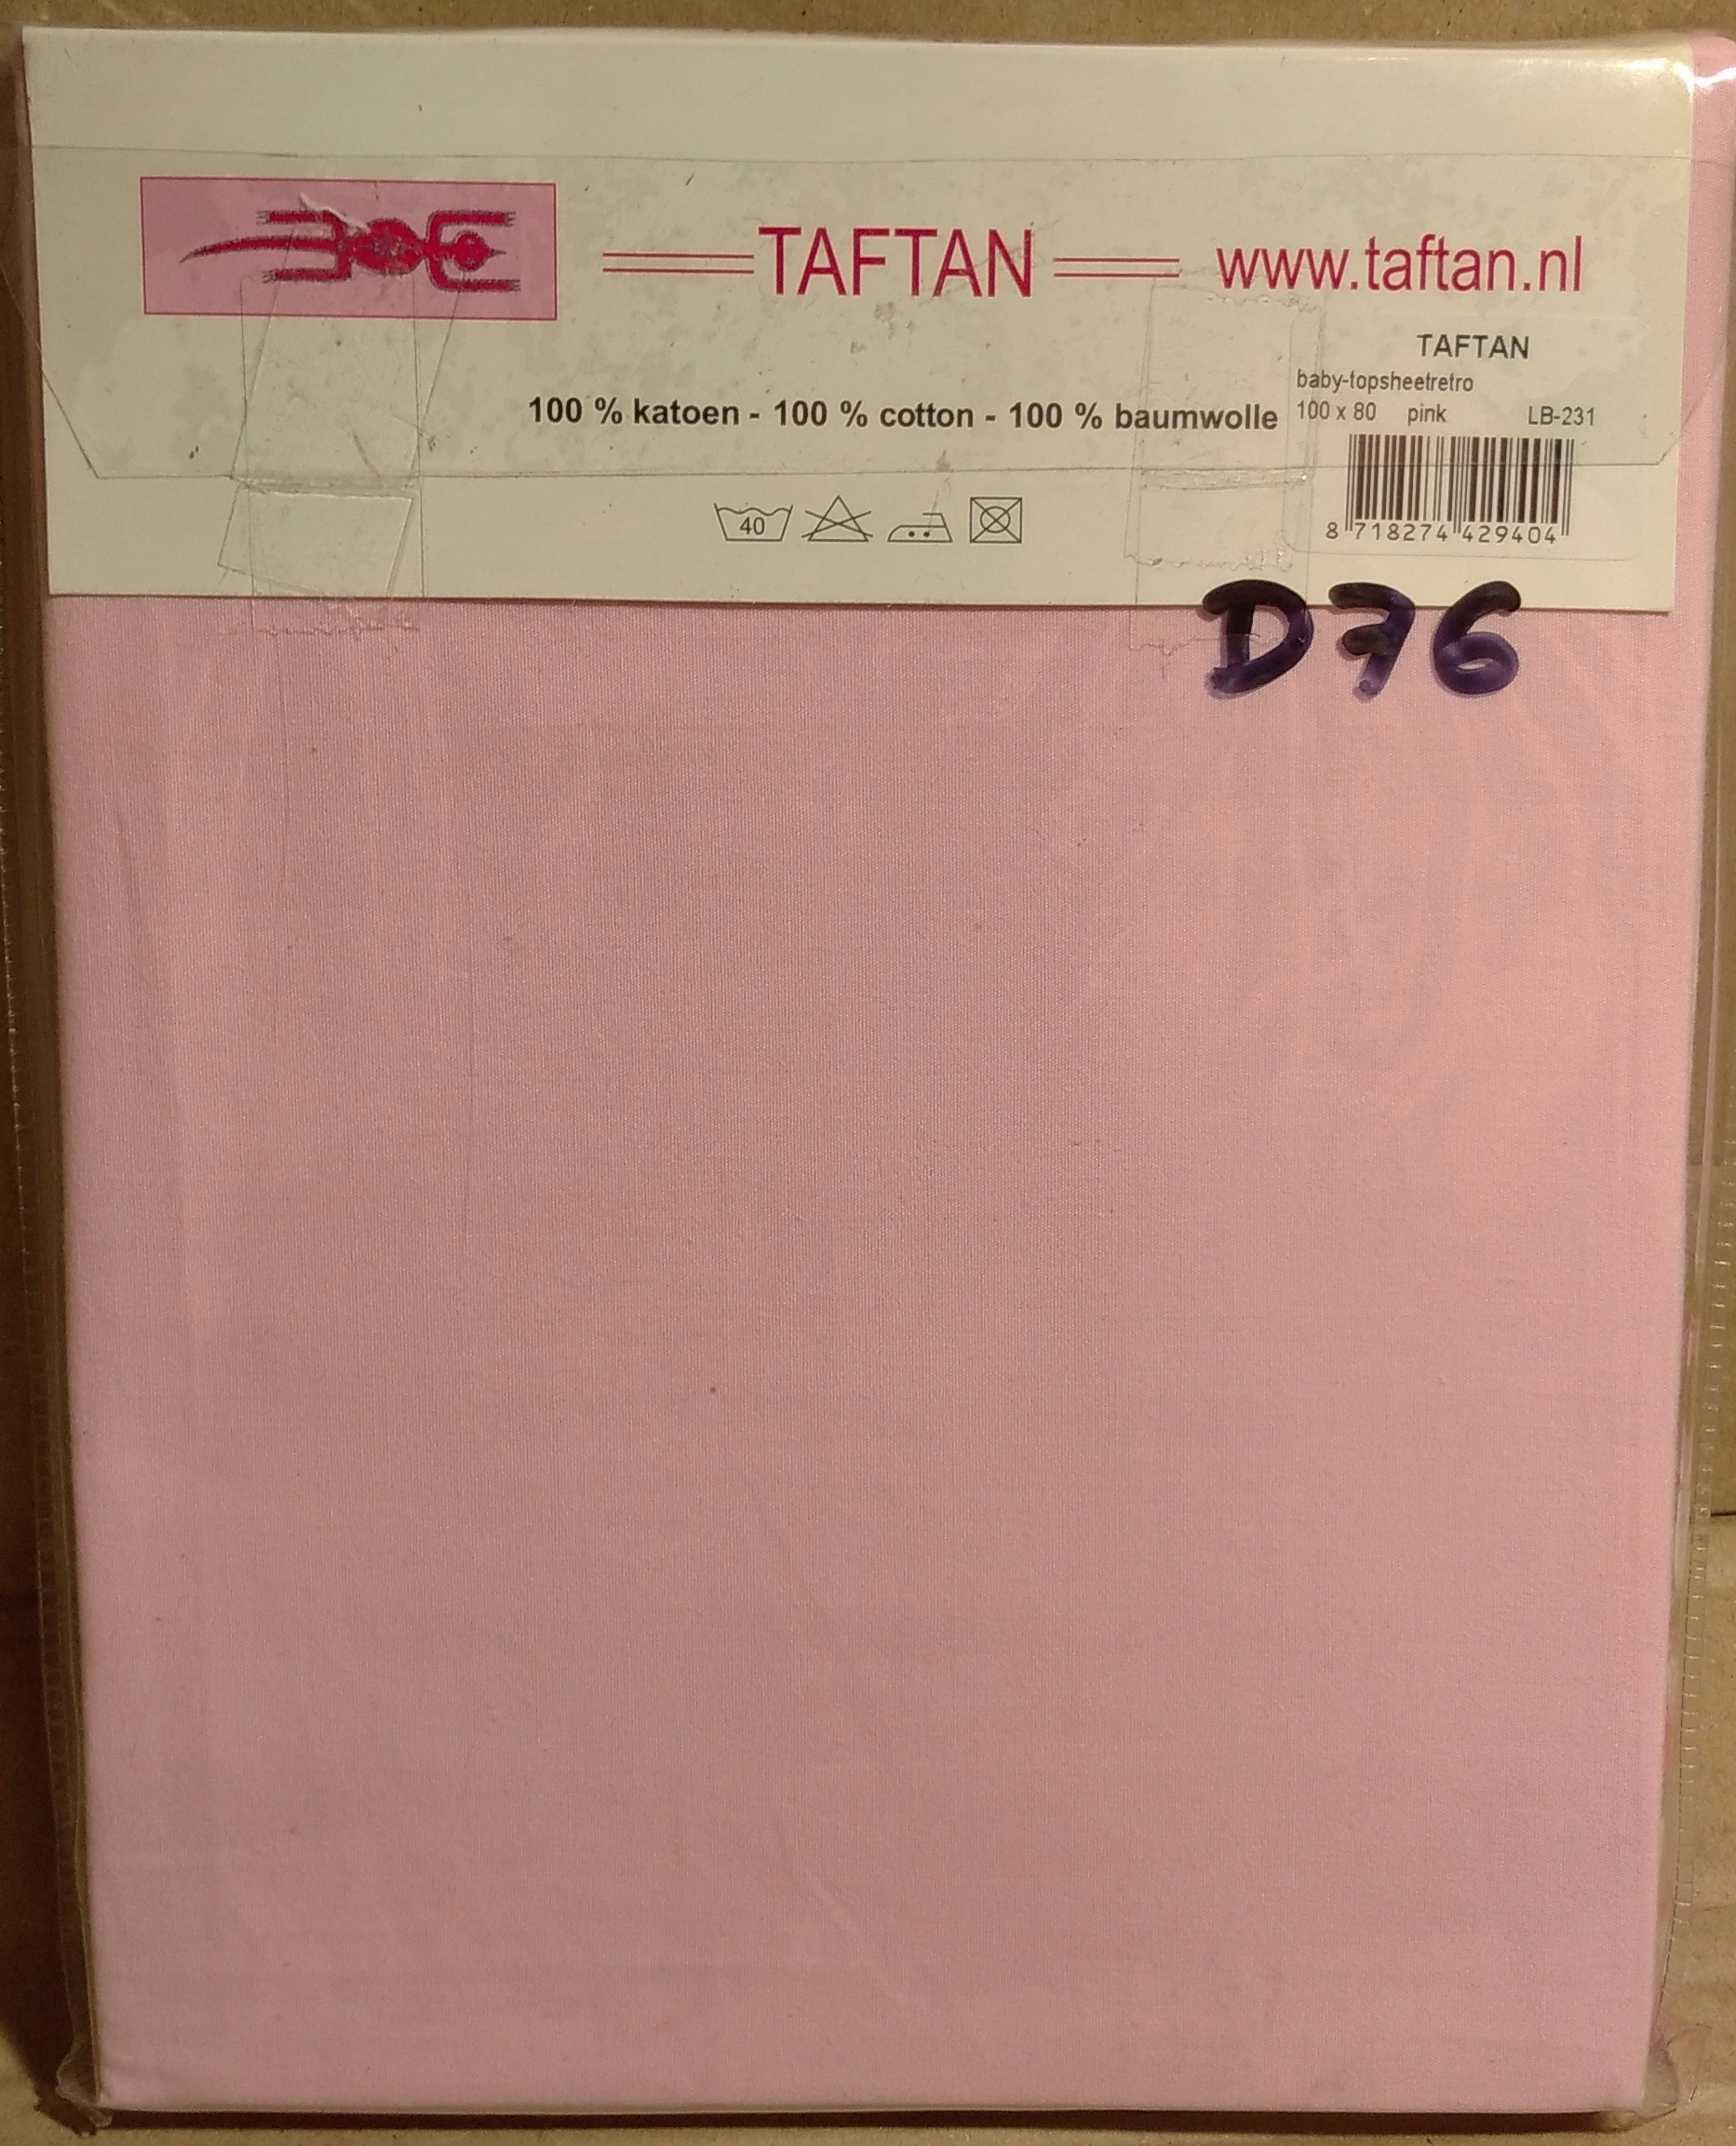 TAFTAN www.taftan.nl
TAFTAN
baby-topsheetretro
100 % katoen - 100 % cotton - 100 % baumwolle
100 x 80 pink LB-231
40
8 718274 429404
D76